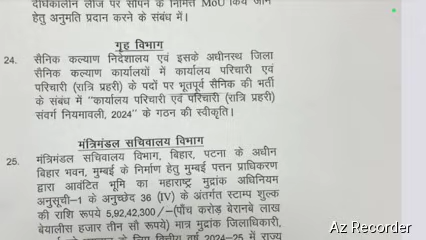 दीर्घकालीन लीज पर सौंपने के निमित्त MoU किये जाने
हेतु अनुमति प्रदान करने के संबंध में।
गृह विभाग
24. सैनिक कल्याण निदेशालय एवं इसके अधीनस्थ जिला
सैनिक कल्याण कार्यालयों में कार्यालय परिचारी एवं
परिचारी (रात्रि प्रहरी) के पदों पर भूतपूर्व सैनिक की भर्ती
के संबंध में "कार्यालय परिचारी एवं परिचारी (रात्रि प्रहरी)
संवर्ग नियमावली, 2024" के गठन की स्वीकृति।
मंत्रिमंडल सचिवालय विभाग
25. मंत्रिमंडल सचिवालय विभाग, बिहार, पटना के अधीन
बिहार भवन, मुम्बई के निर्माण हेतु मुम्बई पत्तन प्राधिकरण
द्वारा आवंटित भूमि का महाराष्ट्र मुद्रांक अधिनियम
अनुसूची-1 के अनुच्छेद 36 (IV) के अंतर्गत स्टाम्प शुल्क
की राशि रूपये 5,92,42,300/-(पाँच करोड़ बेरानबे लाख
बेयालीस हजार तीन सौ रूपये) मात्र मुद्रांक जिलाधिकारी,
के लिए वित्तीय वर्ष 2024-25 में राज्य
Az Recorder